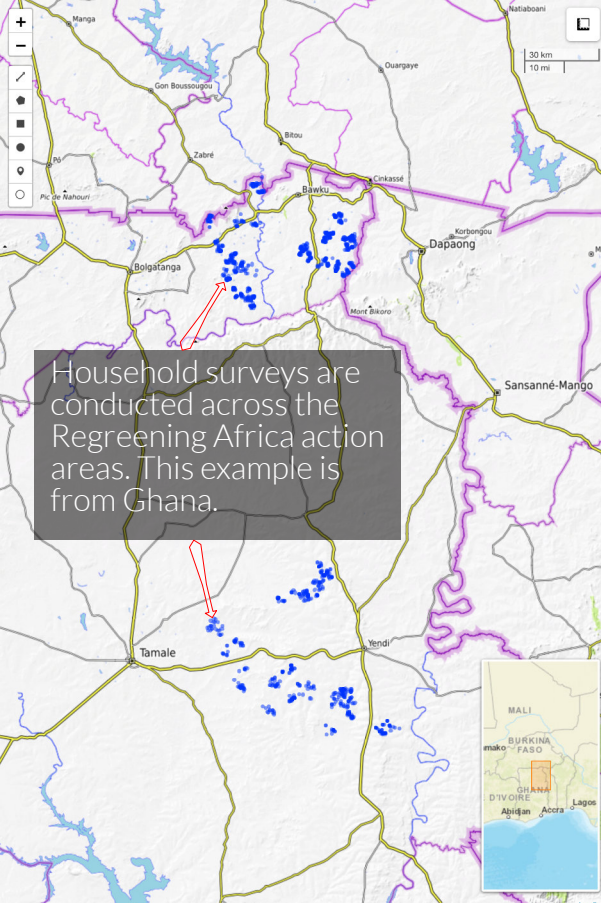 Natiaboani
Manga
+
−
Ouargaye
30 km
10 mi
Gon Boussougou
Bitou
Zabré
Pô
Cinkassé
Bawku
Pic de Nahouri
Korbongou
Dapaong
Bolgatanga
Mont Bikoro
Household surveys are
conducted across the
Regreening Africa action
areas. This example is
from Ghana.
Sansanné-Mango
Yendi
Tamale
MALI
BURKINA
FASO
mako
GHANA
D'IVOIRE
Lagos
Accra
Abidjan